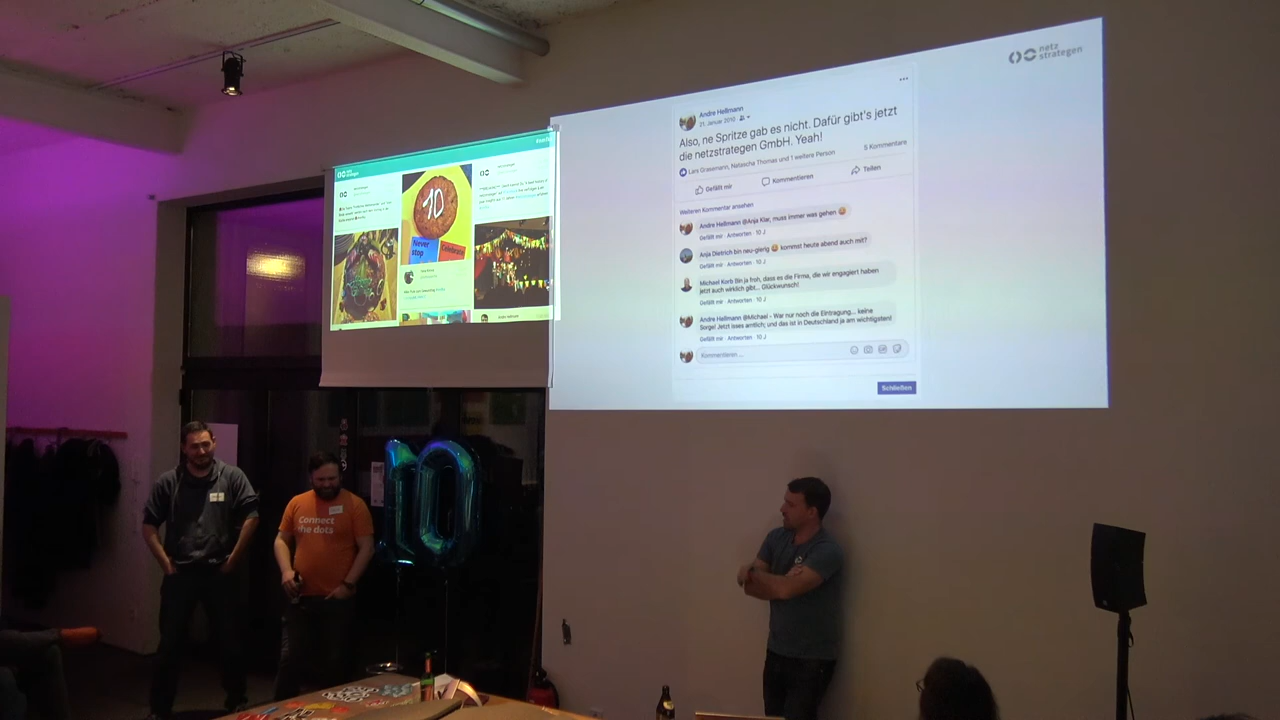 netz
strategen
Andre Hellmann
21. Januar 2010
Also, ne Spritze gab es nicht. Dafür gibt's jetzt
die netzstrategen GmbH. Yeah!
Lars Grasemann, Natascha Thomas und 1 weitere Person
5 Kommentare
Gefällt mir
Kommentieren
Teilen
Weiteren Kommentar ansehen
Andre Hellmann @Anja Klar, muss immer was gehen
Gefällt mir · Antworten · 10 J
Anja Dietrich bin neu-gierig kommst heute abend auch mit?
Gefällt mir · Antworten · 10 J
Michael Korb Bin ja froh, dass es die Firma, die wir engagiert haben
jetzt auch wirklich gibt... Glückwunsch!
Gefällt mir · Antworten · 10 J
Andre Hellmann @Michael - War nur noch die Eintragung... keine
Sorge! Jetzt isses amtlich; und das ist in Deutschland ja am wichtigsten!
Gefällt mir · Antworten · 10 J
Kommentieren ...
Schließen
10
Never
stop
Connect
the dots
10